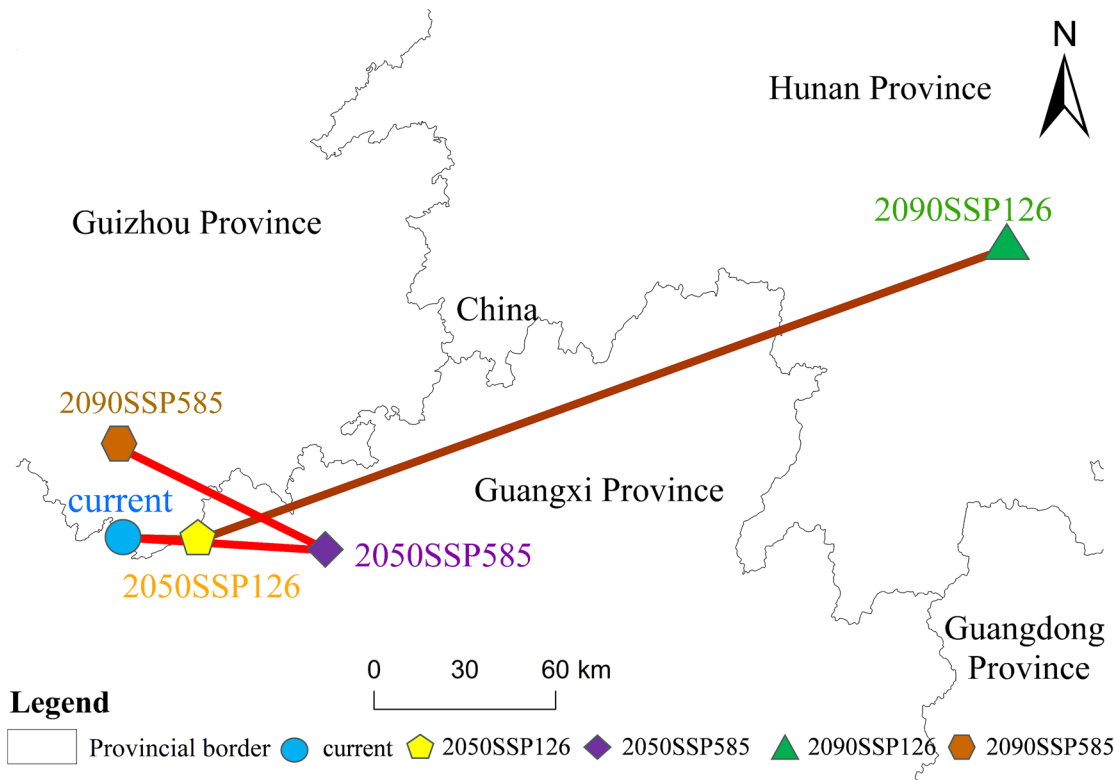 N
Hunan Province
2090SSP126
Guizhou Province
China
2090SSP585
Guangxi Province
current
2050SSP585
2050SSP126
Guangdong
Province
0 30 60 km
Legend
Provincial border current 2050SSP126 2050SSP585 2090SSP126 2090SSP585